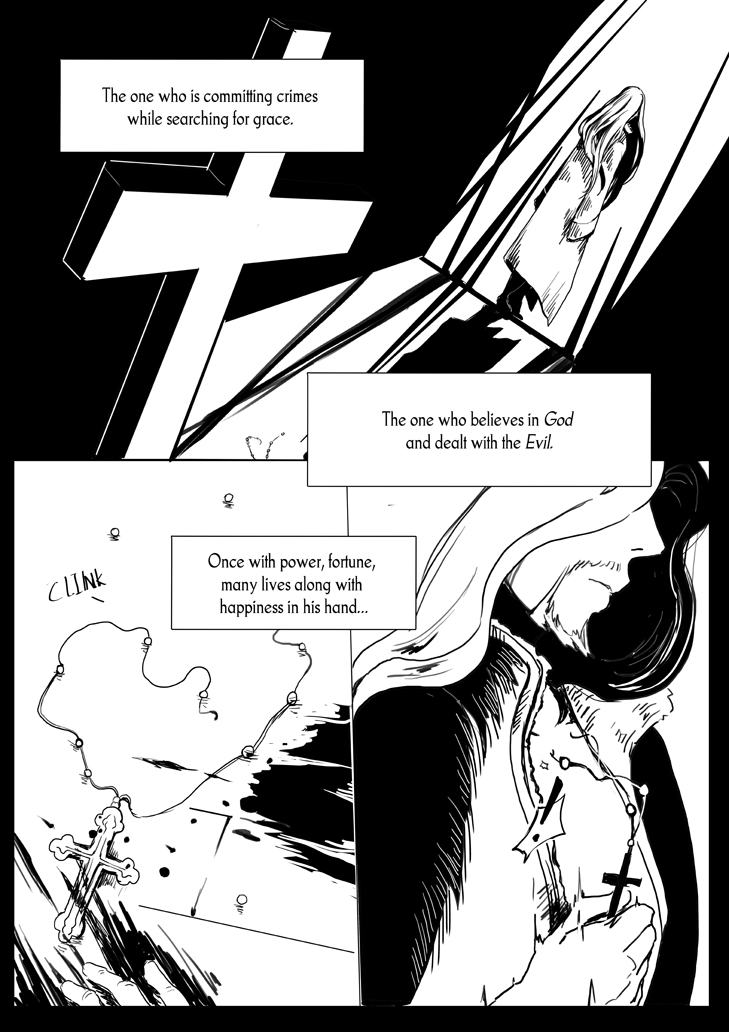 The one who is committing crimes
while searching for grace.
The one who believes in God
and dealt with the Evil.
Once with power, fortune,
many lives along with
happiness in his hand...
CLINK
!